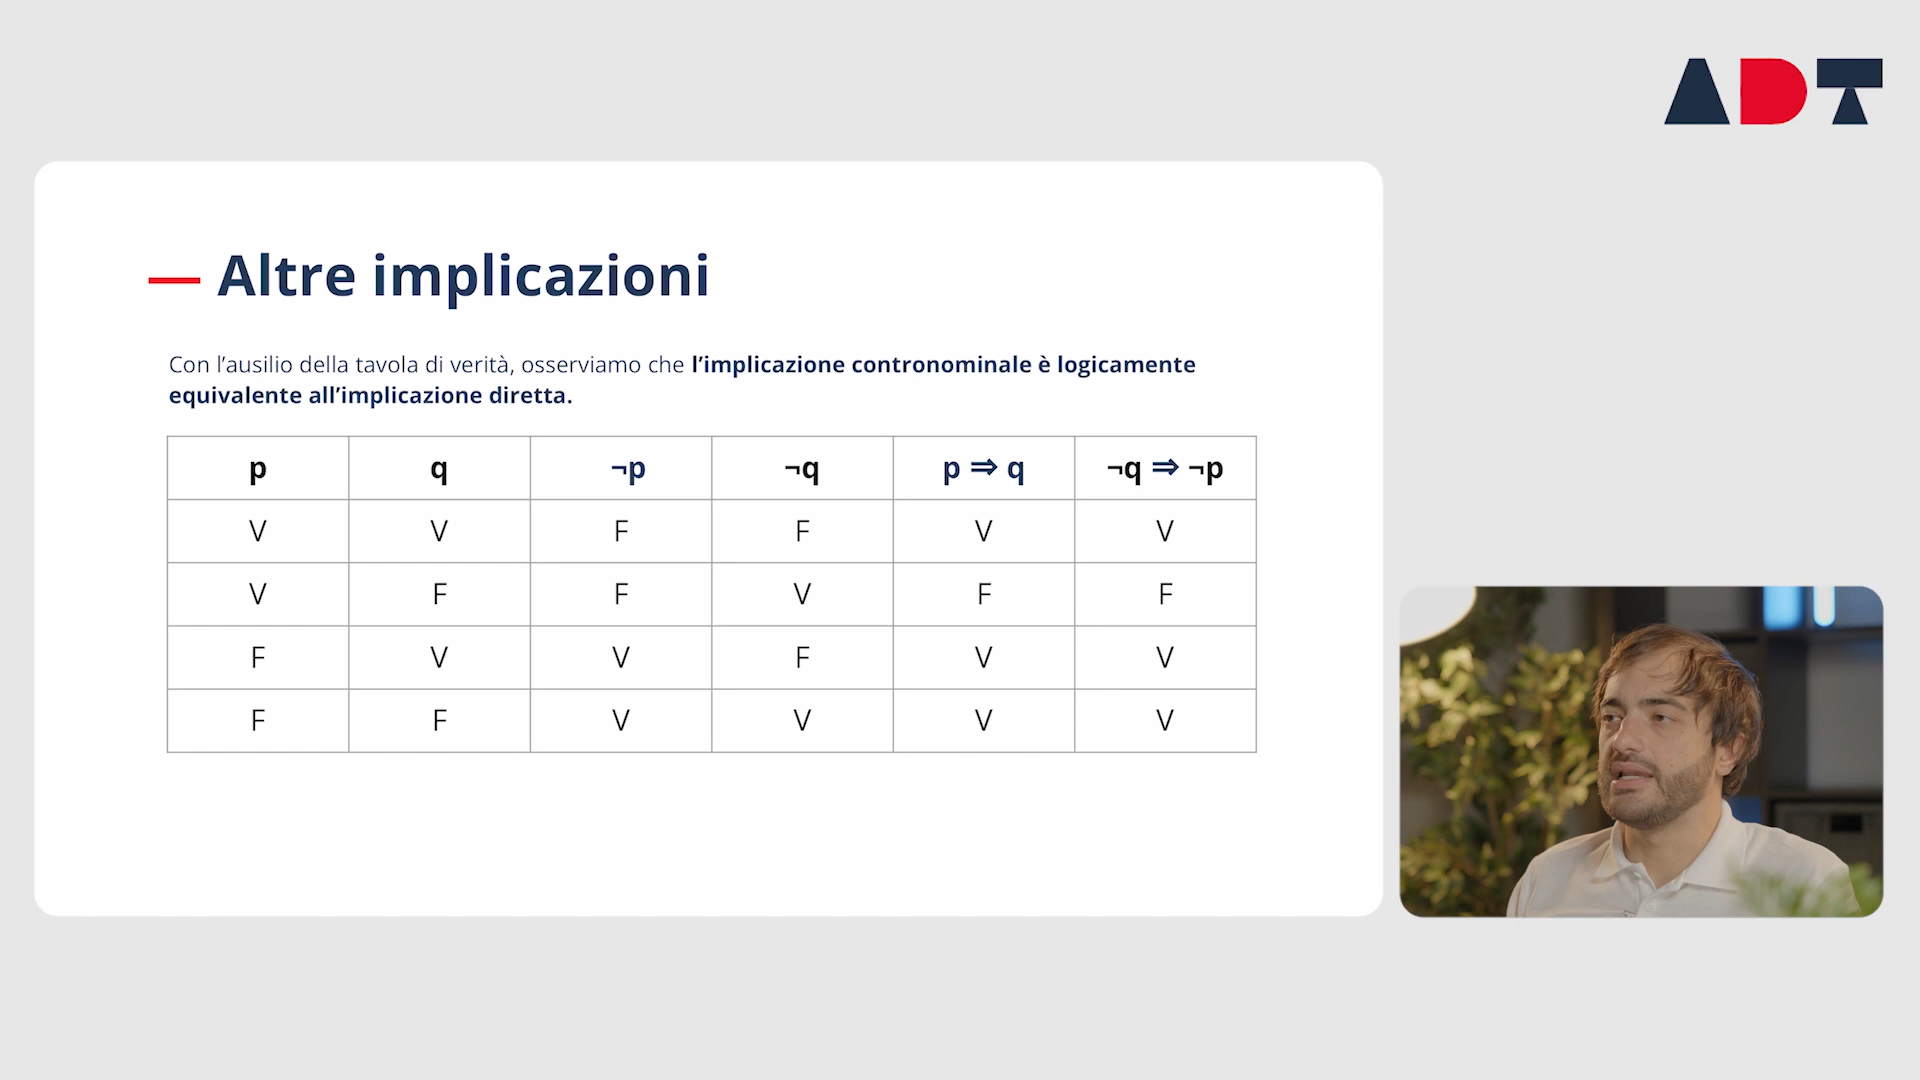 ADT
Altre implicazioni
Con l’ausilio della tavola di verità, osserviamo che l’implicazione contronominale è logicamente
equivalente all’implicazione diretta.
p q ¬p ¬q p ⇒ q ¬q ⇒ ¬p
V V F F V V
V F F V F F
F V V F V V
F F V V V V